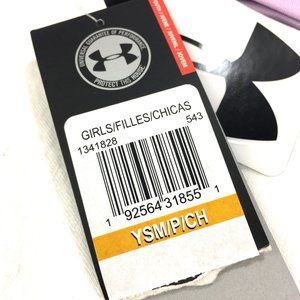 UNIVERSAL GUARANTEE OF PERFORMANCE
PROTECT THIS HOUSE
GIRLS/FILLES/CHICAS
1341828 543
1 92564 31855 1
YSM/P/CH